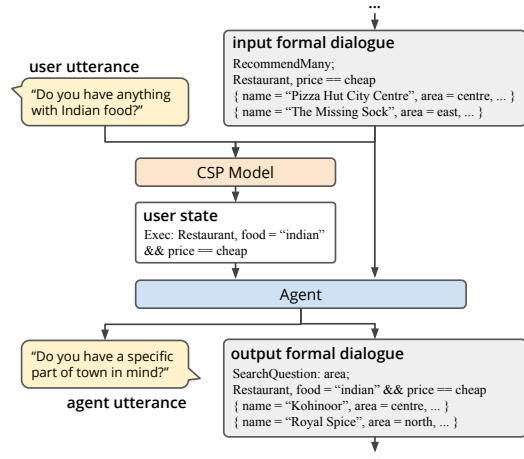 ...
input formal dialogue
RecommendMany;
Restaurant, price == cheap
{ name = “Pizza Hut City Centre”, area = centre, ... }
{ name = “The Missing Sock”, area = east, ... }
user utterance
“Do you have anything
with Indian food?”
CSP Model
user state
Exec: Restaurant, food = “indian”
&& price == cheap
Agent
“Do you have a specific
part of town in mind?”
agent utterance
output formal dialogue
SearchQuestion: area;
Restaurant, food = “indian” && price == cheap
{ name = “Kohinoor”, area = centre, ... }
{ name = “Royal Spice”, area = north, ... }